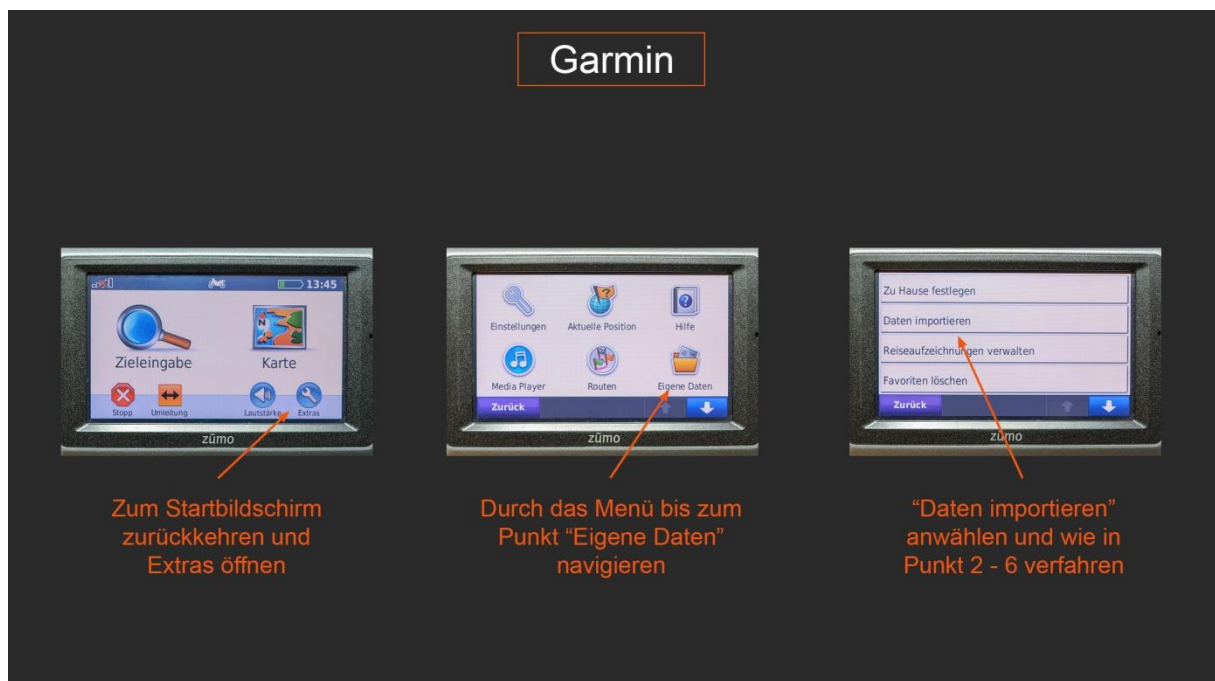 Garmin
13:45
Zieleingabe
N
Karte
Stopp
Umleitung
Lautstärke
Extras
zūmo
Zum Startbildschirm
zurückkehren und
Extras öffnen
Einstellungen
Aktuelle Position
Hilfe
Media Player
Routen
Eigene Daten
Zurück
zūmo
Durch das Menü bis zum
Punkt “Eigene Daten”
navigieren
Zu Hause festlegen
Daten importieren
Reiseaufzeichnungen verwalten
Favoriten löschen
Zurück
zūmo
“Daten importieren”
anwählen und wie in
Punkt 2 - 6 verfahren